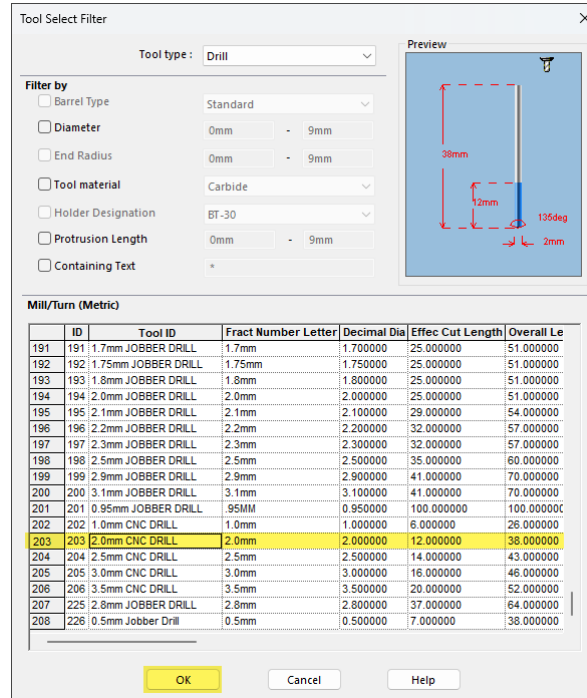 Tool Select Filter
Tool type : Drill
Preview
Filter by
Barrel Type Standard
Diameter 0mm - 9mm
End Radius 0mm - 9mm
Tool material Carbide
Holder Designation BT-30
Protrusion Length 0mm - 9mm
Containing Text *
38mm
12mm
135deg
2mm
Mill/Turn (Metric)
ID Tool ID Fract Number Letter Decimal Dia Effec Cut Length Overall Le
191 191 1.7mm JOBBER DRILL 1.7mm 1.700000 25.000000 51.000000
192 192 1.75mm JOBBER DRILL 1.75mm 1.750000 25.000000 51.000000
193 193 1.8mm JOBBER DRILL 1.8mm 1.800000 25.000000 51.000000
194 194 2.0mm JOBBER DRILL 2.0mm 2.000000 25.000000 51.000000
195 195 2.1mm JOBBER DRILL 2.1mm 2.100000 29.000000 54.000000
196 196 2.2mm JOBBER DRILL 2.2mm 2.200000 32.000000 57.000000
197 197 2.3mm JOBBER DRILL 2.3mm 2.300000 32.000000 57.000000
198 198 2.5mm JOBBER DRILL 2.5mm 2.500000 35.000000 60.000000
199 199 2.9mm JOBBER DRILL 2.9mm 2.900000 41.000000 70.000000
200 200 3.1mm JOBBER DRILL 3.1mm 3.100000 41.000000 70.000000
201 201 0.95mm JOBBER DRILL .95MM 0.950000 100.000000 100.000000
202 202 1.0mm CNC DRILL 1.0mm 1.000000 6.000000 26.000000
203 203 2.0mm CNC DRILL 2.0mm 2.000000 12.000000 38.000000
204 204 2.5mm CNC DRILL 2.5mm 2.500000 14.000000 43.000000
205 205 3.0mm CNC DRILL 3.0mm 3.000000 16.000000 46.000000
206 206 3.5mm CNC DRILL 3.5mm 3.500000 20.000000 52.000000
207 225 2.8mm JOBBER DRILL 2.8mm 2.800000 37.000000 64.000000
208 226 0.5mm Jobber Drill 0.5mm 0.500000 7.000000 38.000000
OK Cancel Help